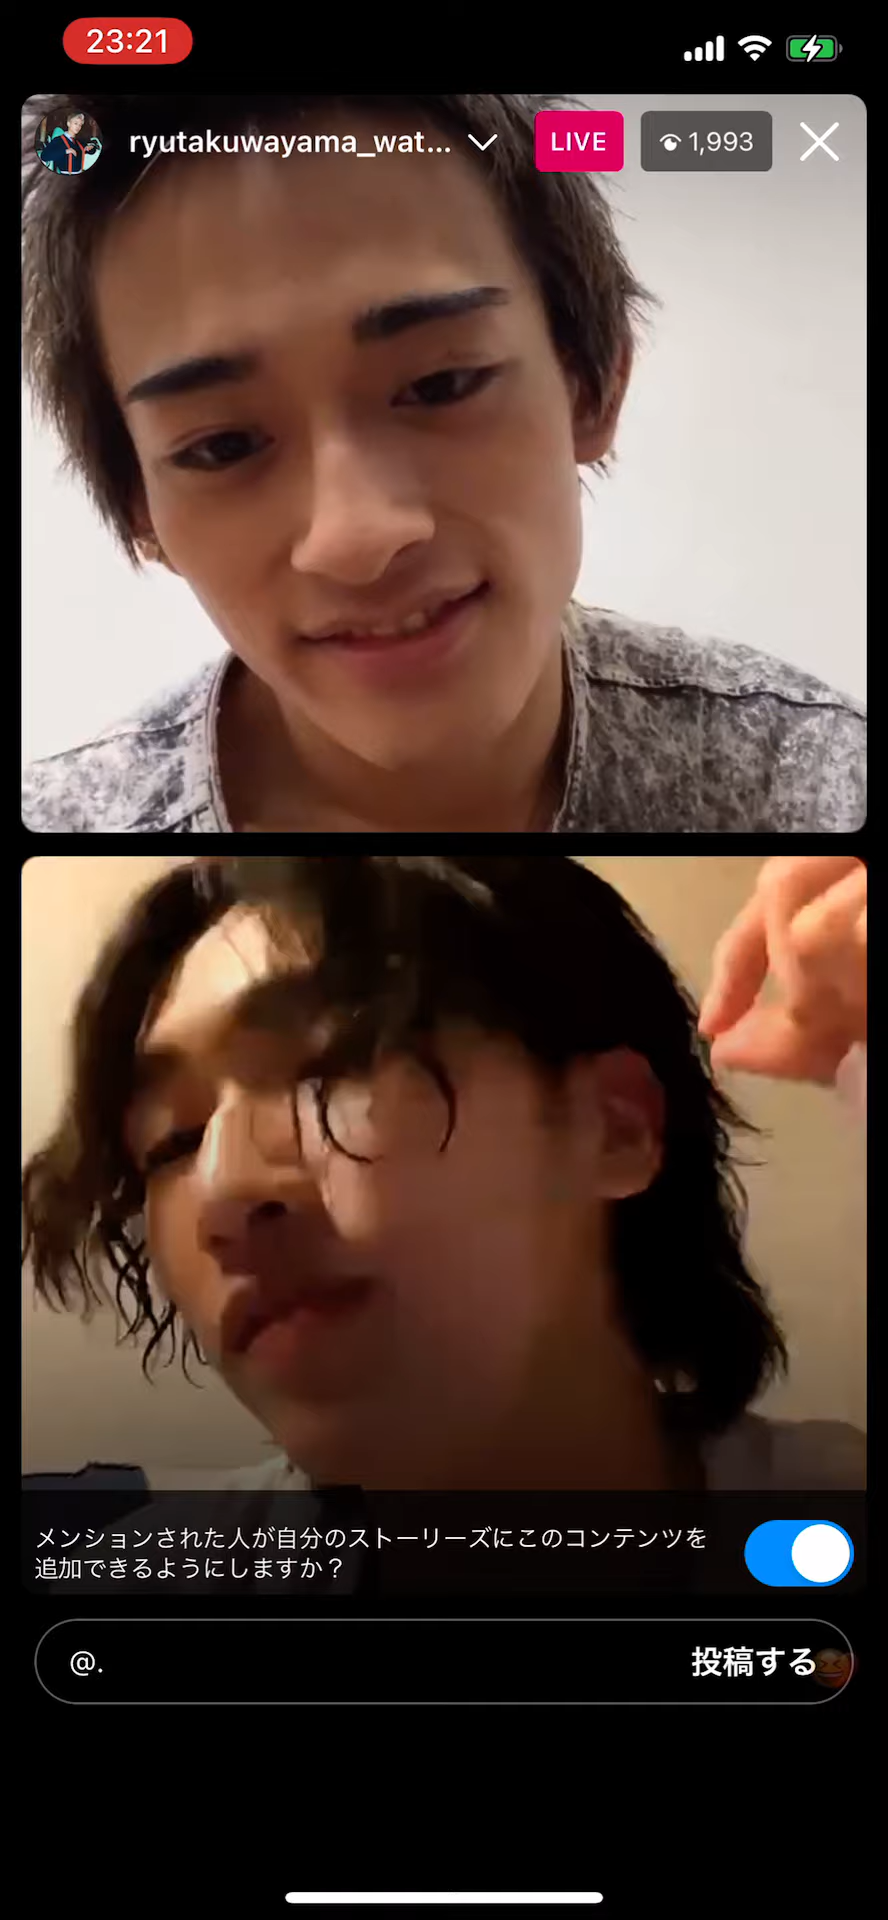 23:21
ryutakuwayama_wat...
LIVE
1,993
メンションされた人が自分のストーリーズにこのコンテンツを
追加できるようにしますか？
@.
投稿する